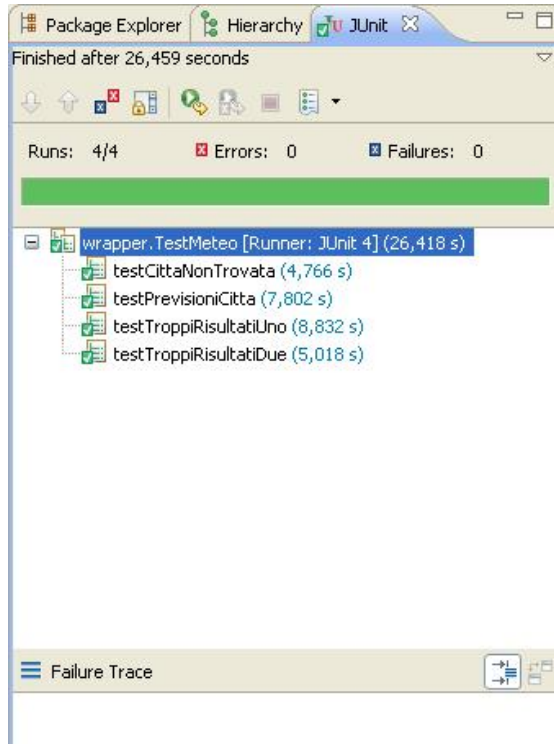 Package Explorer Hierarchy JUnit
Finished after 26,459 seconds
Runs: 4/4 Errors: 0 Failures: 0
wrapper.TestMeteo [Runner: JUnit 4] (26,418 s)
testCittaNonTrovata (4,766 s)
testPrevisioniCitta (7,802 s)
testTroppiRisultatiUno (8,832 s)
testTroppiRisultatiDue (5,018 s)
Failure Trace